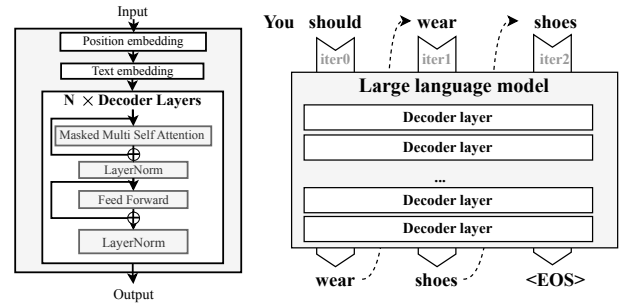 Input
Position embedding
Text embedding
N × Decoder Layers
Masked Multi Self Attention
LayerNorm
Feed Forward
LayerNorm
Output
You should wear shoes
iter0 iter1 iter2
Large language model
Decoder layer
Decoder layer
...
Decoder layer
Decoder layer
wear shoes <EOS>